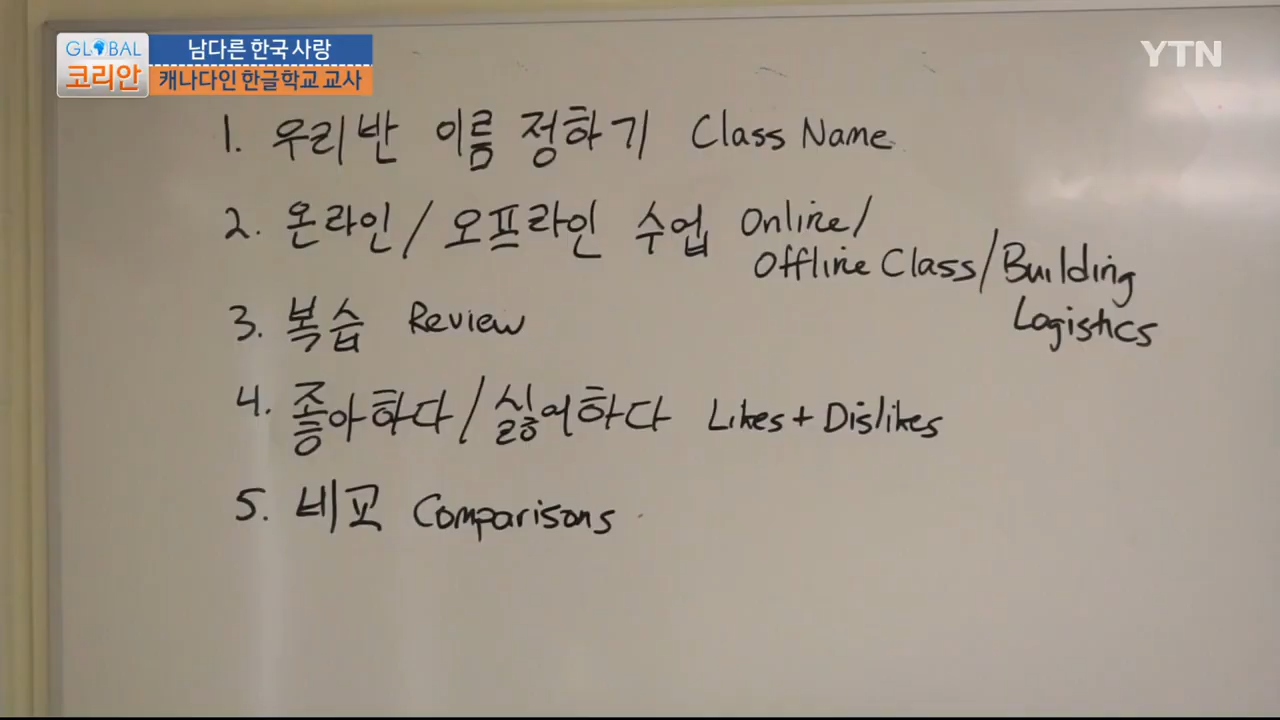 GLOBAL
코리안
남다른 한국 사랑
캐나다인 한글학교 교사
YTN
1. 우리반 이름 정하기 Class Name
2. 온라인/오프라인 수업 Online/
Offline Class/Building
Logistics
3. 복습 Review
4. 좋아하다/싫어하다 Likes + Dislikes
5. 비교 Comparisons